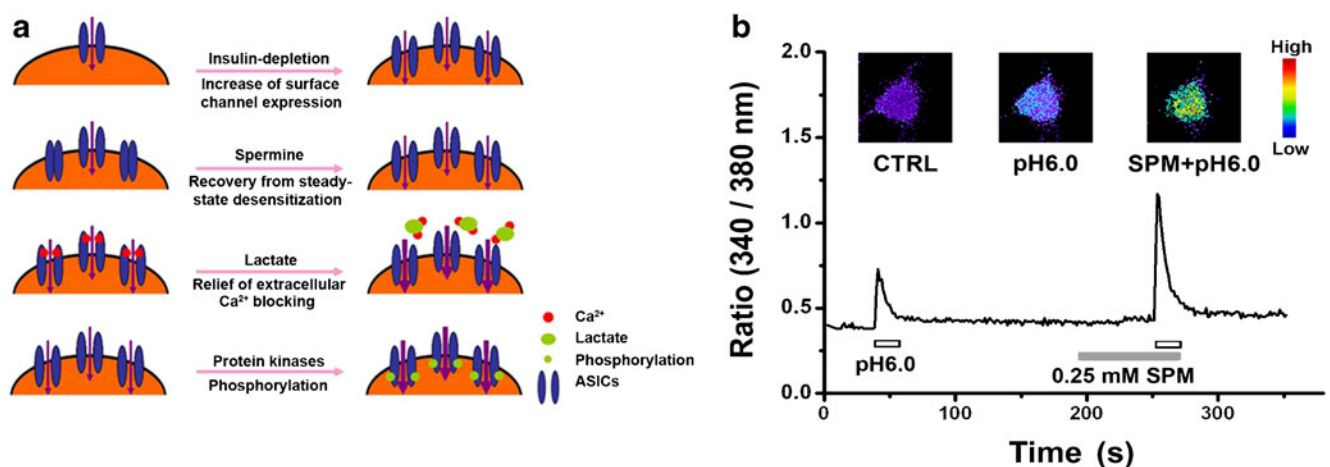 a
Insulin-depletion
Increase of surface
channel expression
Spermine
Recovery from steady-
state desensitization
Lactate
Relief of extracellular
Ca²⁺ blocking
Protein kinases
Phosphorylation
Ca²⁺
Lactate
Phosphorylation
ASICs
b
Ratio (340 / 380 nm)
2.0
1.5
1.0
0.5
0.0
CTRL
pH6.0
SPM+pH6.0
High
Low
pH6.0
0.25 mM SPM
0
100
200
300
Time (s)